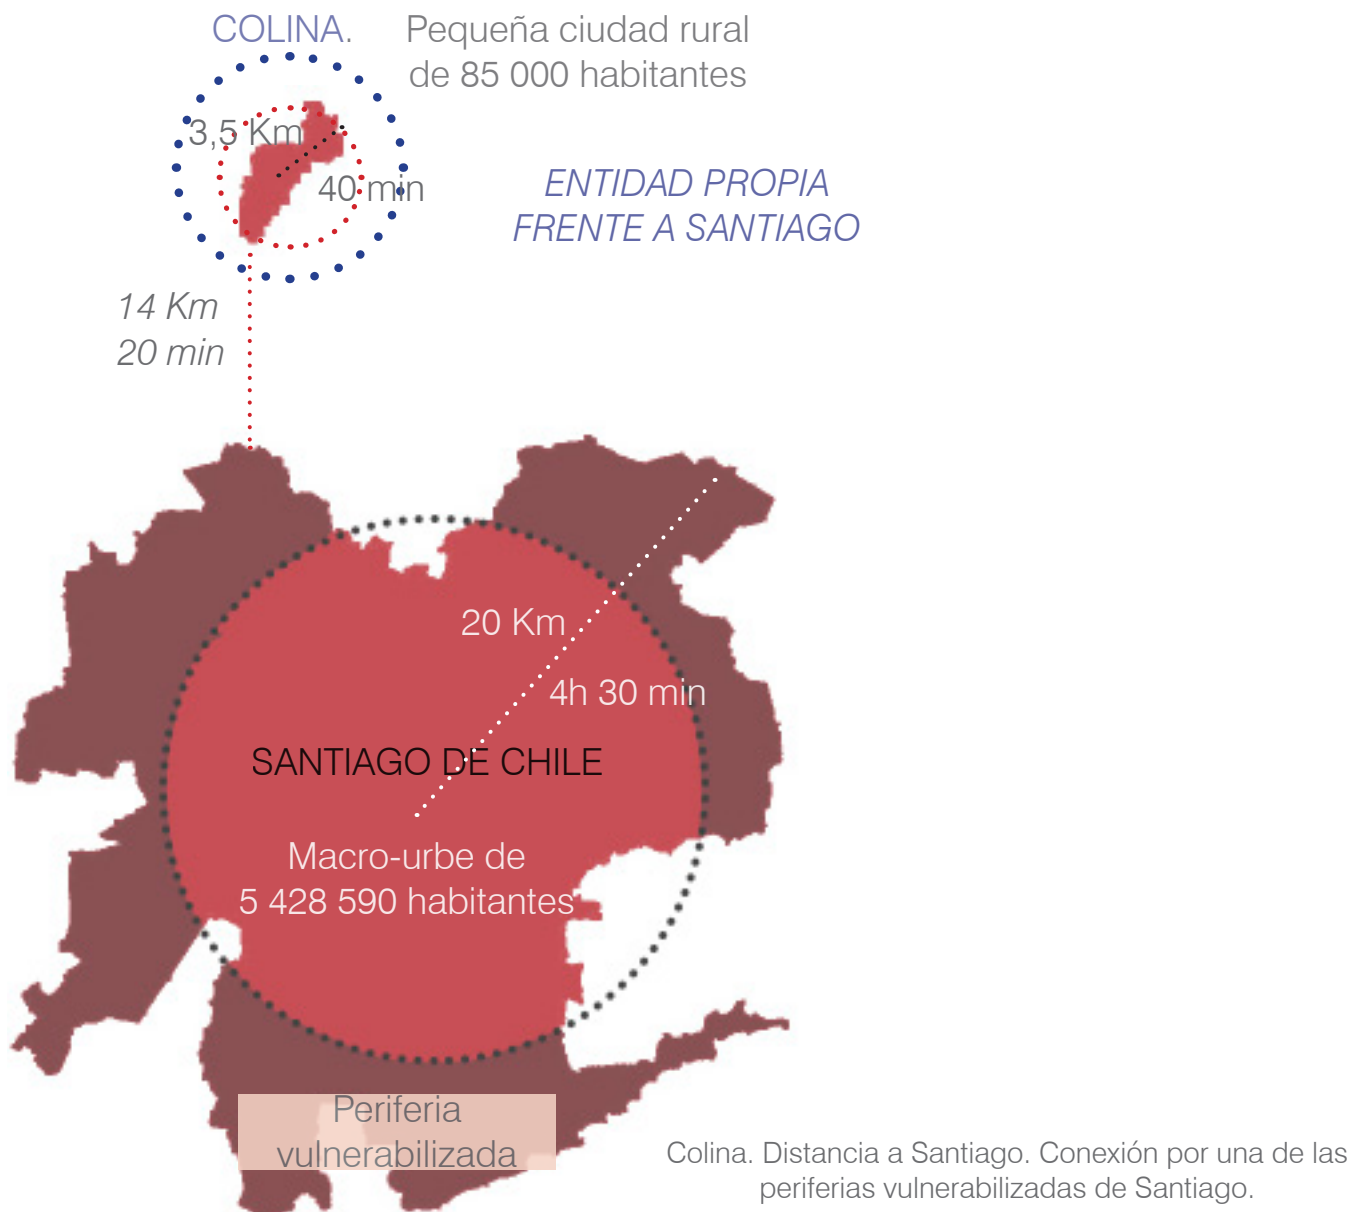 COLINA.
Pequeña ciudad rural
de 85 000 habitantes
3,5 Km
40 min
ENTIDAD PROPIA
FRENTE A SANTIAGO
14 Km
20 min
20 Km
4h 30 min
SANTIAGO DE CHILE
Macro-urbe de
5 428 590 habitantes
Periferia
vulnerabilizada
Colina. Distancia a Santiago. Conexión por una de las
periferias vulnerabilizadas de Santiago.